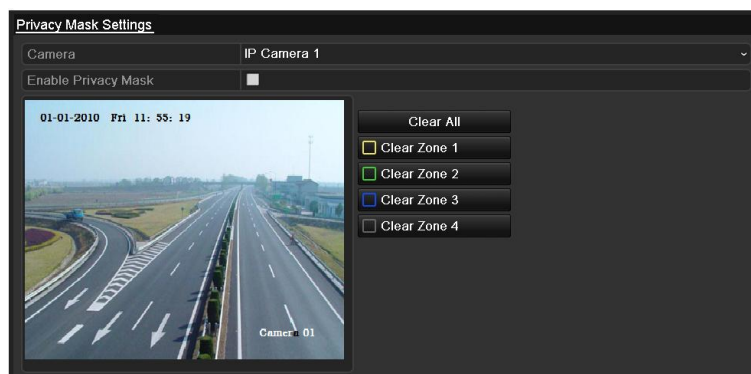 Privacy Mask Settings
Camera
IP Camera 1
Enable Privacy Mask
01-01-2010 Fri 11: 55: 19
Clear All
Clear Zone 1
Clear Zone 2
Clear Zone 3
Clear Zone 4
Camera 01